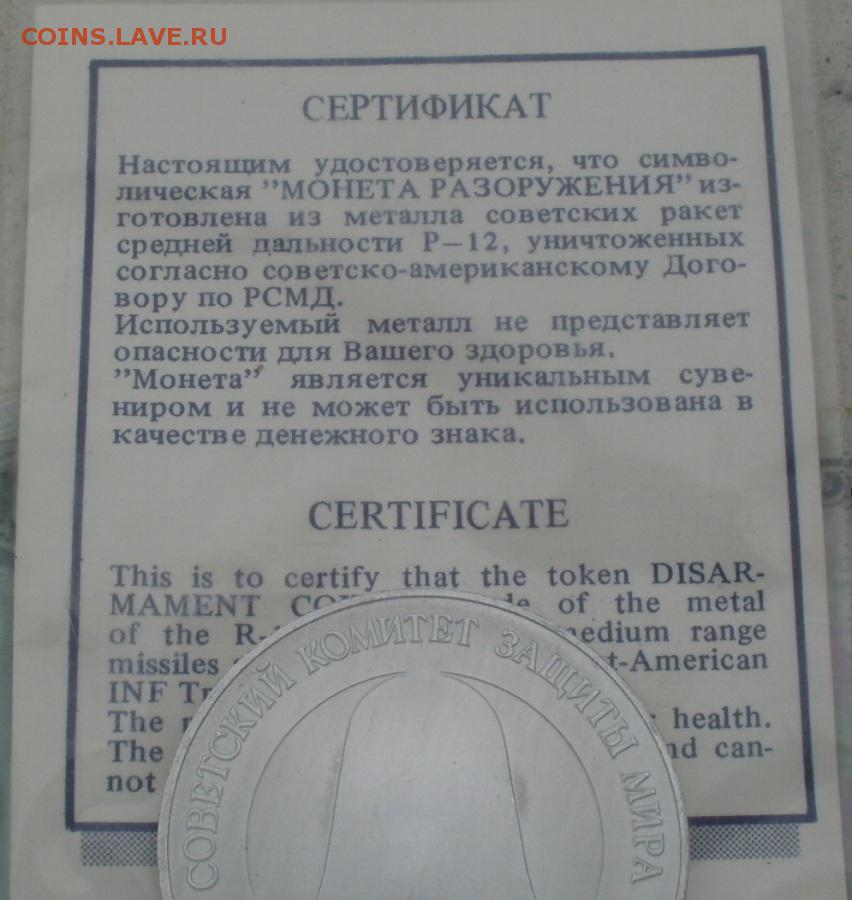 COINS.LAVE.RU
СЕРТИФИКАТ
Настоящим удостоверяется, что симво-
лическая "МОНЕТА РАЗОРУЖЕНИЯ" из-
готовлена из металла советских ракет
средней дальности Р—12, уничтоженных
согласно советско-американскому Дого-
вору по РСМД.
Используемый металл не представляет
опасности для Вашего здоровья.
"Монета" является уникальным суве-
ниром и не может быть использована в
качестве денежного знака.
CERTIFICATE
This is to certify that the token DISAR-
MAMENT of the metal
of the medium range
missiles t-American
INF
The health.
The nd can-
not
СОВЕТСКИЙ КОМИТЕТ ЗАЩИТЫ МИРА